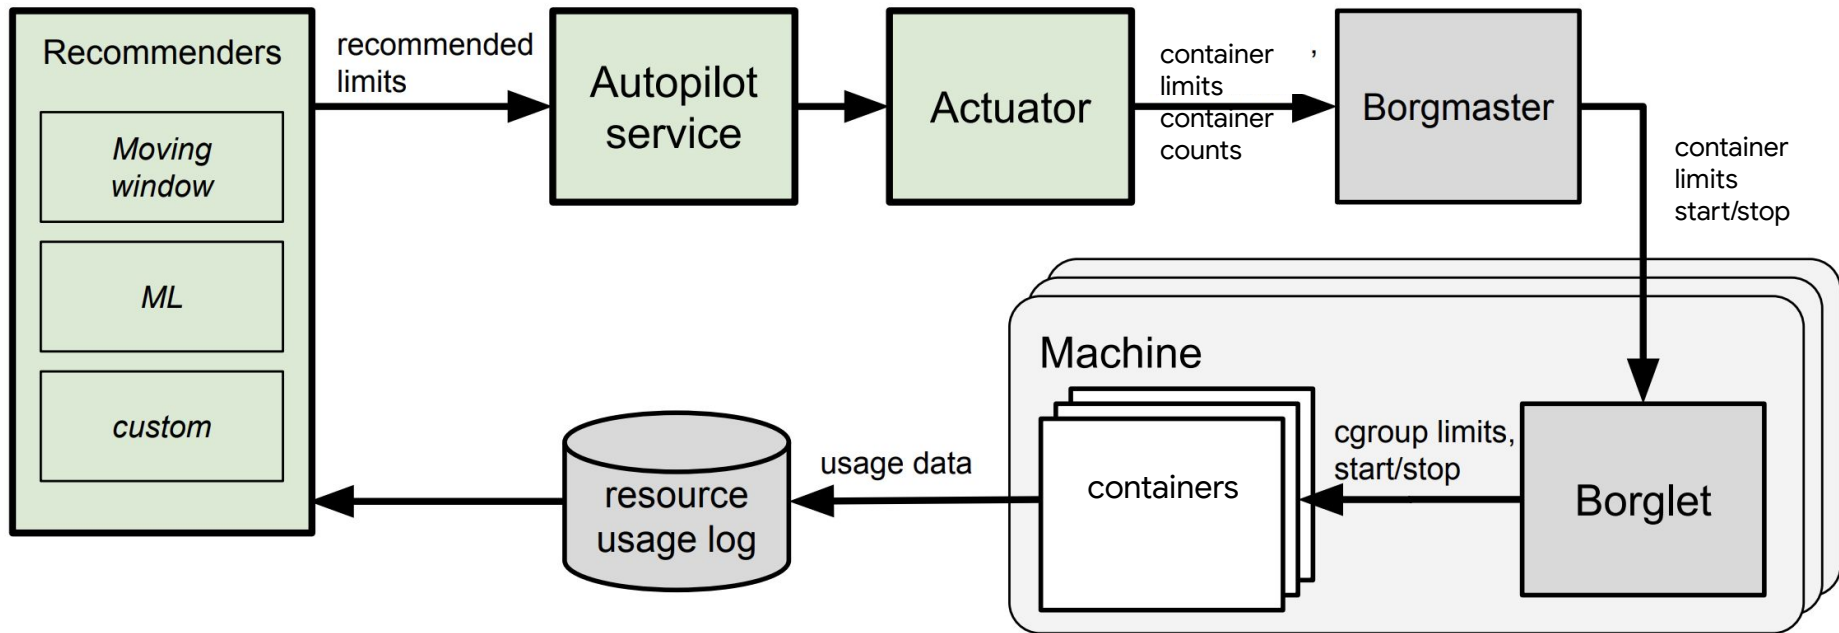 Recommenders
Moving
window
ML
custom
recommended
limits
Autopilot
service
Actuator
container ,
limits
container
counts
Borgmaster
container
limits
start/stop
Machine
containers
cgroup limits,
start/stop
Borglet
usage data
resource
usage log